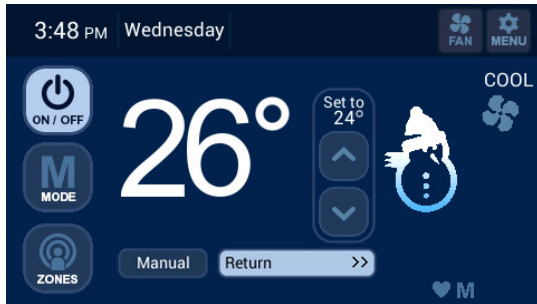 3:48 PM Wednesday
FAN
MENU
ON / OFF
26°
Set to
24°
COOL
M
MODE
ZONES
Manual
Return >>
M